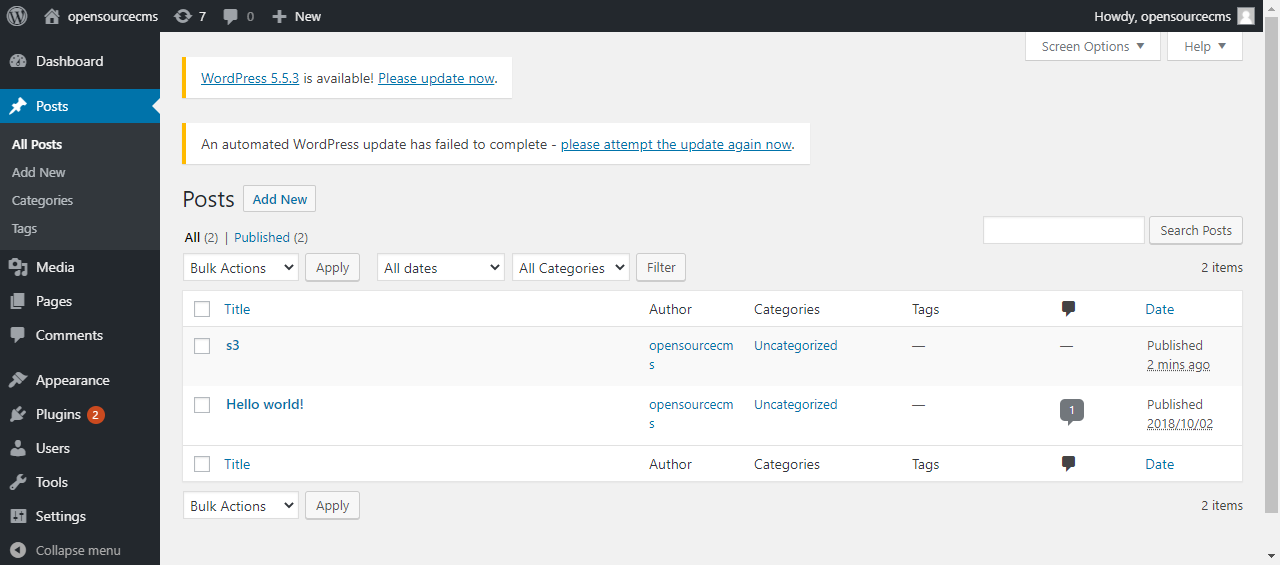 opensourcecms 7 0 New Howdy, opensourcecms
Screen Options Help
Dashboard
Posts
All Posts
Add New
Categories
Tags
Media
Pages
Comments
Appearance
Plugins 2
Users
Tools
Settings
Collapse menu
WordPress 5.5.3 is available! Please update now.
An automated WordPress update has failed to complete - please attempt the update again now.
Posts Add New
All (2) | Published (2)
Search Posts
Bulk Actions Apply All dates All Categories Filter 2 items
Title Author Categories Tags Date
s3 opensourcecm Uncategorized — — Published
s 2 mins ago
Hello world! opensourcecm Uncategorized — 1 Published
s 2018/10/02
Title Author Categories Tags Date
Bulk Actions Apply 2 items